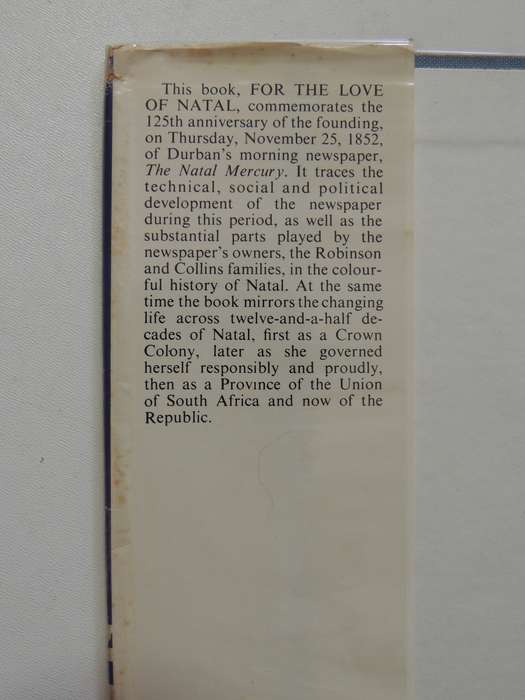 This book, FOR THE LOVE
OF NATAL, commemorates the
125th anniversary of the founding,
on Thursday, November 25, 1852,
of Durban's morning newspaper,
The Natal Mercury. It traces the
technical, social and political
development of the newspaper
during this period, as well as the
substantial parts played by the
newspaper's owners, the Robinson
and Collins families, in the colour-
ful history of Natal. At the same
time the book mirrors the changing
life across twelve-and-a-half de-
cades of Natal, first as a Crown
Colony, later as she governed
herself responsibly and proudly,
then as a Province of the Union
of South Africa and now of the
Republic.